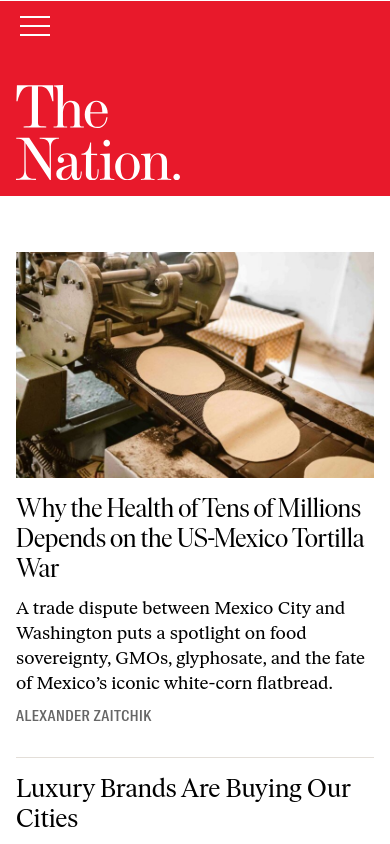 The
Nation.
Why the Health of Tens of Millions
Depends on the US-Mexico Tortilla
War
A trade dispute between Mexico City and
Washington puts a spotlight on food
sovereignty, GMOs, glyphosate, and the fate
of Mexico’s iconic white-corn flatbread.
ALEXANDER ZAITCHIK
Luxury Brands Are Buying Our
Cities